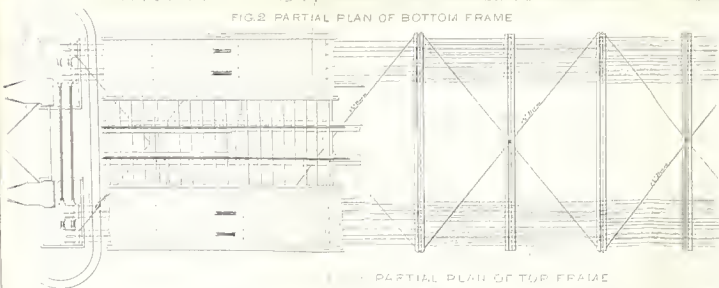 FIG.2 PARTIAL PLAN OF BOTTOM FRAME
PARTIAL PLAN OF TOP FRAME